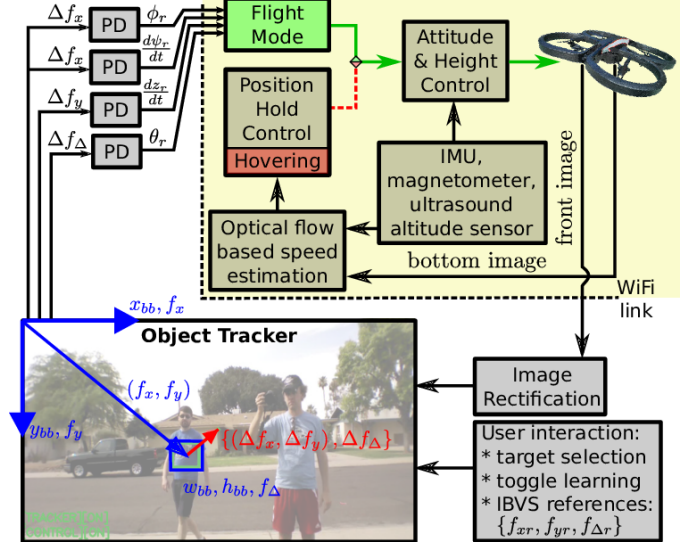 Δf_x PD ϕ_r
Δf_x PD dψ_r/dt
Δf_y PD dz_r/dt
Δf_Δ PD θ_r
Flight
Mode
Position
Hold
Control
Hovering
Attitude
& Height
Control
IMU,
magnetometer,
ultrasound
altitude sensor
Optical flow
based speed
estimation
front image
bottom image
WiFi
link
x_bb, f_x
Object Tracker
(f_x, f_y)
y_bb, f_y
{(Δf_x, Δf_y), Δf_Δ}
w_bb, h_bb, f_Δ
Image
Rectification
User interaction:
* target selection
* toggle learning
* IBVS references:
{f_xr, f_yr, f_Δr}